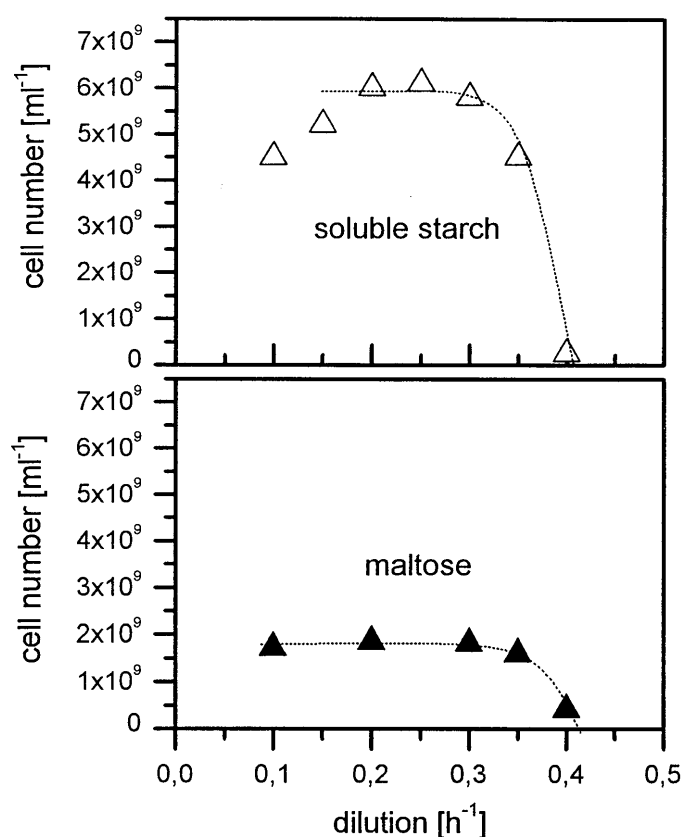 cell number [ml⁻¹]
7x10⁹
6x10⁹
5x10⁹
4x10⁹
3x10⁹
2x10⁹
1x10⁹
0
soluble starch
cell number [ml⁻¹]
7x10⁹
6x10⁹
5x10⁹
4x10⁹
3x10⁹
2x10⁹
1x10⁹
0
maltose
0,0 0,1 0,2 0,3 0,4 0,5
dilution [h⁻¹]